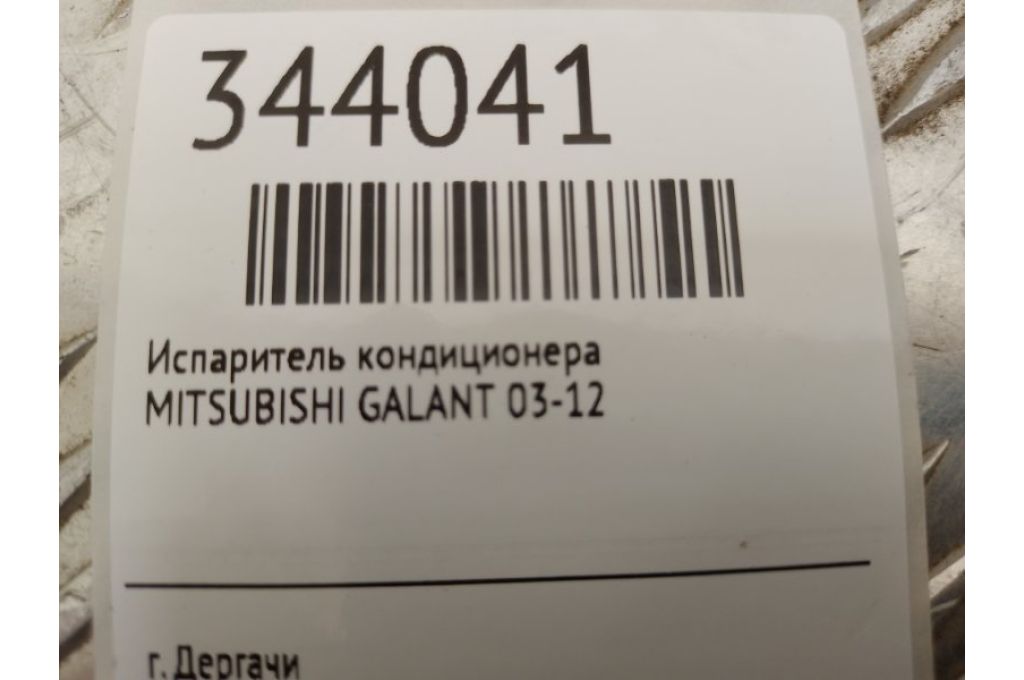 344041
Испаритель кондиционера
MITSUBISHI GALANT 03-12
г. Дергачи